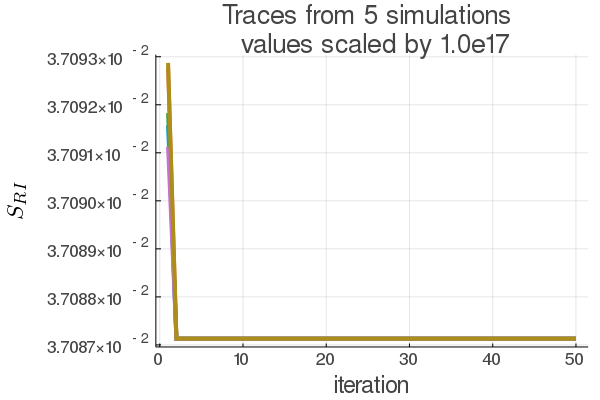 Traces from 5 simulations
values scaled by 1.0e17
3.7093×10 - 2
3.7092×10 - 2
3.7091×10 - 2
3.7090×10 - 2
3.7089×10 - 2
3.7088×10 - 2
3.7087×10 - 2
S_{RI}
0 10 20 30 40 50
iteration